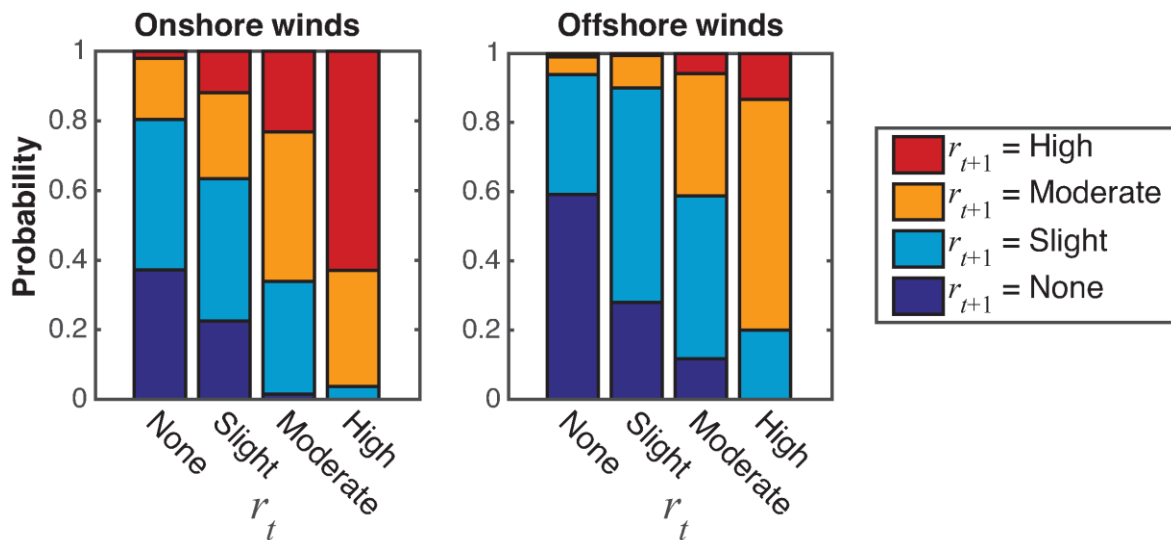 Onshore winds
Offshore winds
Probability
1
0.8
0.6
0.4
0.2
0
None
Slight
Moderate
High
r_t
1
0.8
0.6
0.4
0.2
0
None
Slight
Moderate
High
r_t
r_{t+1} = High
r_{t+1} = Moderate
r_{t+1} = Slight
r_{t+1} = None